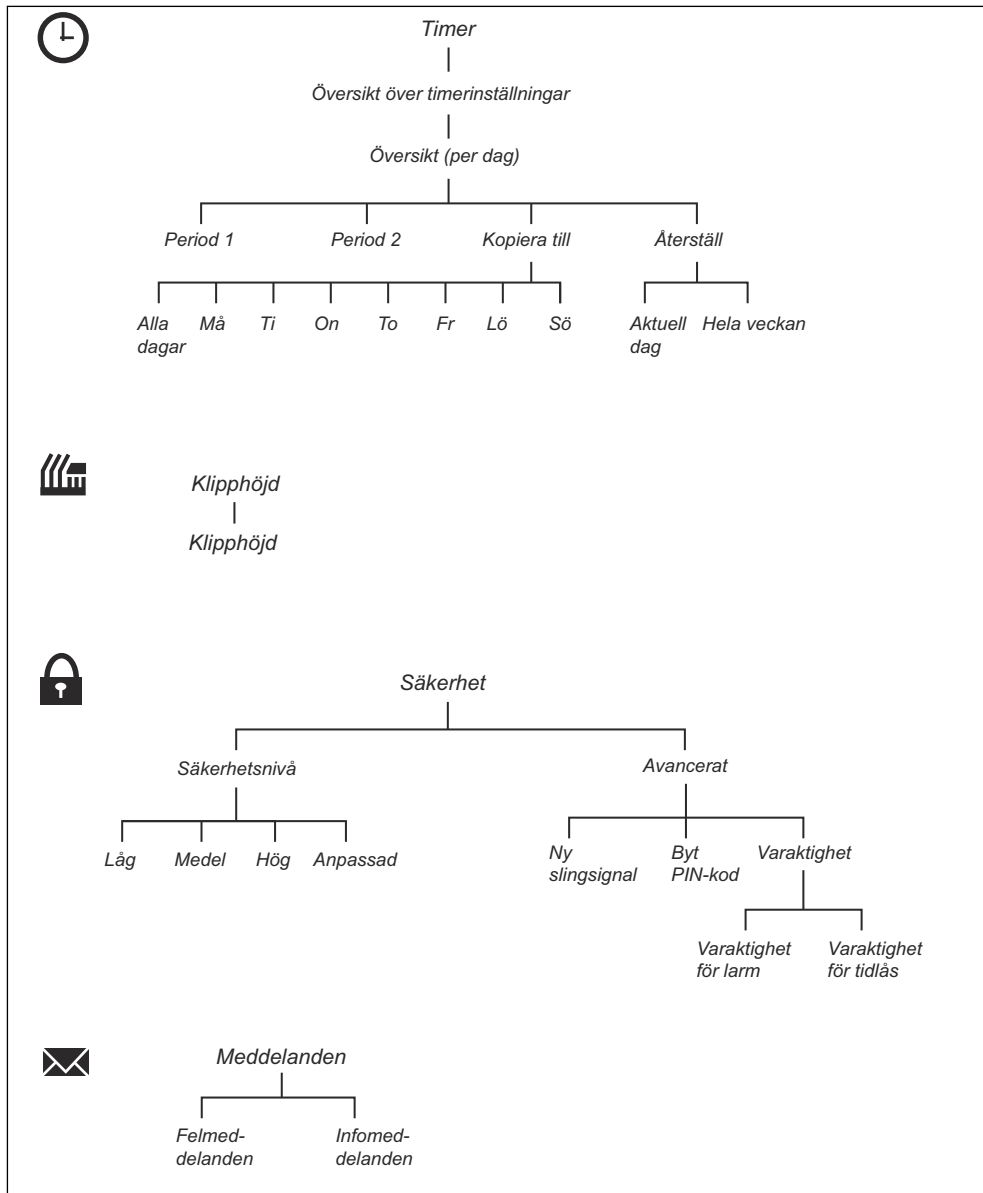 Timer
Översikt över timerinställningar
Översikt (per dag)
Period 1 Period 2 Kopiera till Återställ
Alla dagar Må Ti On To Fr Lö Sö Aktuell dag Hela veckan
Klipphöjd
Klipphöjd
Säkerhet
Säkerhetsnivå Avancerat
Låg Medel Hög Anpassad
Ny slingsignal Byt PIN-kod Varaktighet
Varaktighet för larm Varaktighet för tidlås
Meddelanden
Felmed-
delanden
Infomed-
delanden